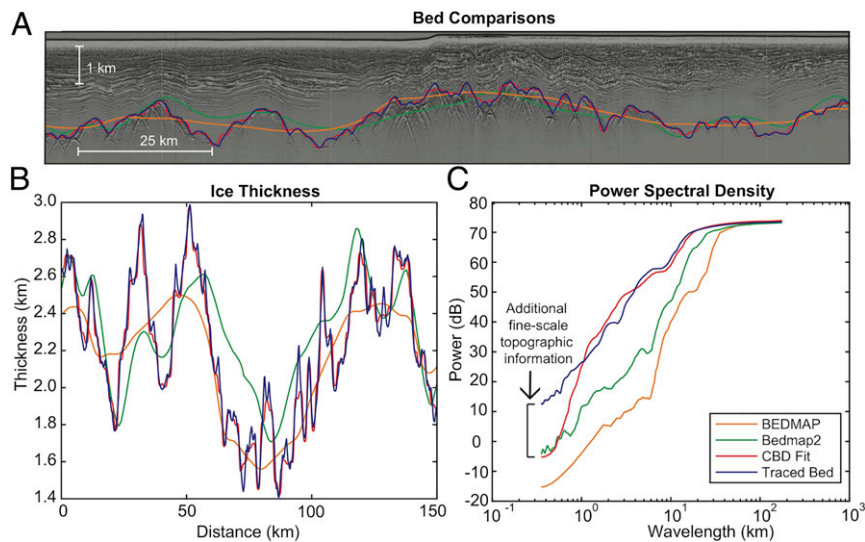 Bed Comparisons
A
1 km
25 km
B
Ice Thickness
3.0
2.8
2.6
2.4
2.2
2.0
1.8
1.6
1.4
Thickness (km)
0
50
100
150
Distance (km)
C
Power Spectral Density
80
70
60
50
40
30
20
10
0
-10
-20
Power (dB)
Additional
fine-scale
topographic
information
BEDMAP
Bedmap2
CBD Fit
Traced Bed
10⁻¹
10⁰
10¹
10²
10³
Wavelength (km)